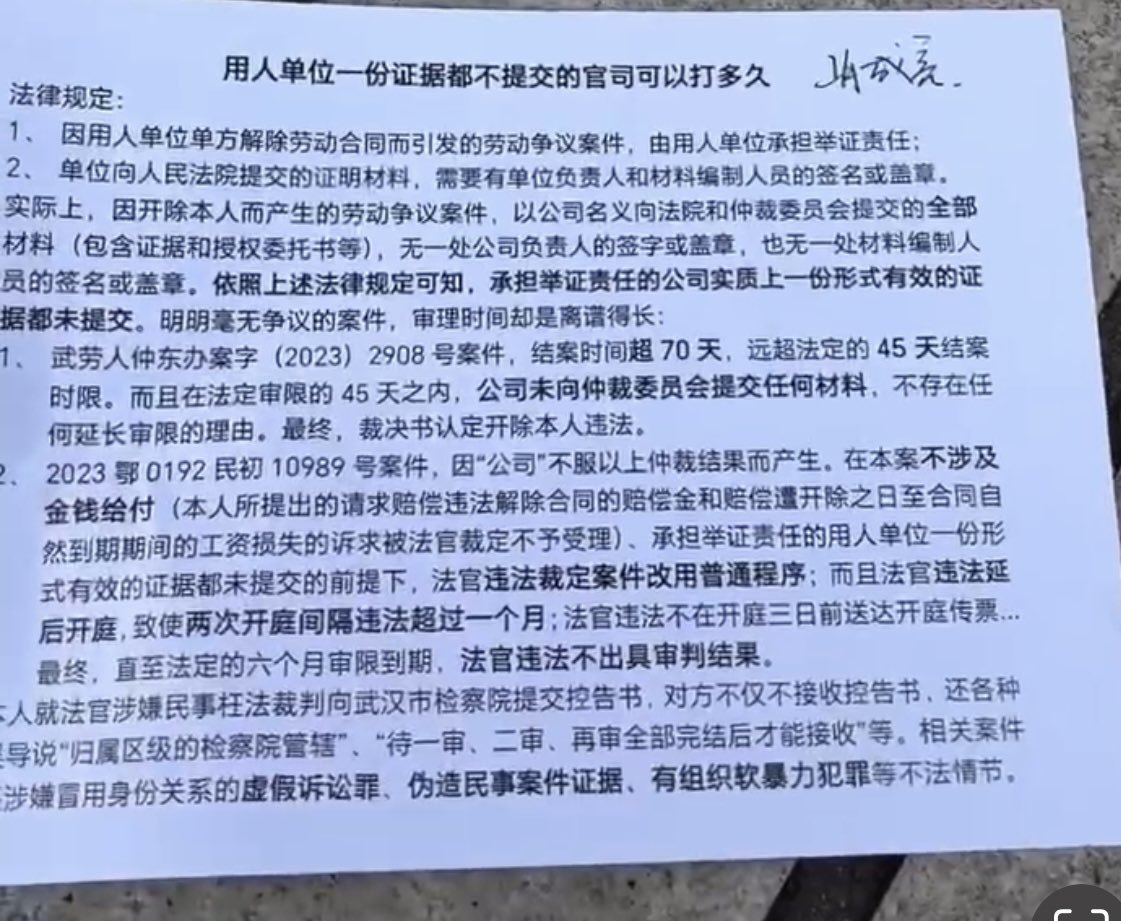 用人单位一份证据都不提交的官司可以打多久
法律规定：
1、 因用人单位单方解除劳动合同而引发的劳动争议案件，由用人单位承担举证责任；
2、 单位向人民法院提交的证明材料，需要有单位负责人和材料编制人员的签名或盖章。
实际上，因开除本人而产生的劳动争议案件，以公司名义向法院和仲裁委员会提交的全部
材料（包含证据和授权委托书等），无一处公司负责人的签字或盖章，也无一处材料编制人
员的签名或盖章。依照上述法律规定可知，承担举证责任的公司实质上一份形式有效的证
据都未提交。明明毫无争议的案件，审理时间却是离谱得长：
1、 武劳人仲东办案字（2023）2908 号案件，结案时间超 70 天，远超法定的 45 天结案
时限。而且在法定审限的 45 天之内，公司未向仲裁委员会提交任何材料，不存在任
何延长审限的理由。最终，裁决书认定开除本人违法。
2、 2023 鄂 0192 民初 10989 号案件，因“公司”不服以上仲裁结果而产生。在本案不涉及
金钱给付（本人所提出的请求赔偿违法解除合同的赔偿金和赔偿遭开除之日至合同自
然到期期间的工资损失的诉求被法官裁定不予受理）、承担举证责任的用人单位一份形
式有效的证据都未提交的前提下，法官违法裁定案件改用普通程序；而且法官违法延
后开庭，致使两次开庭间隔违法超过一个月；法官违法不在开庭三日前送达开庭传票...
最终，直至法定的六个月审限到期，法官违法不出具审判结果。
本人就法官涉嫌民事枉法裁判向武汉市检察院提交控告书，对方不仅不接收控告书，还各种
误导说“归属区级的检察院管辖”、“待一审、二审、再审全部完结后才能接收”等。相关案件
涉嫌冒用身份关系的虚假诉讼罪、伪造民事案件证据、有组织软暴力犯罪等不法情节。